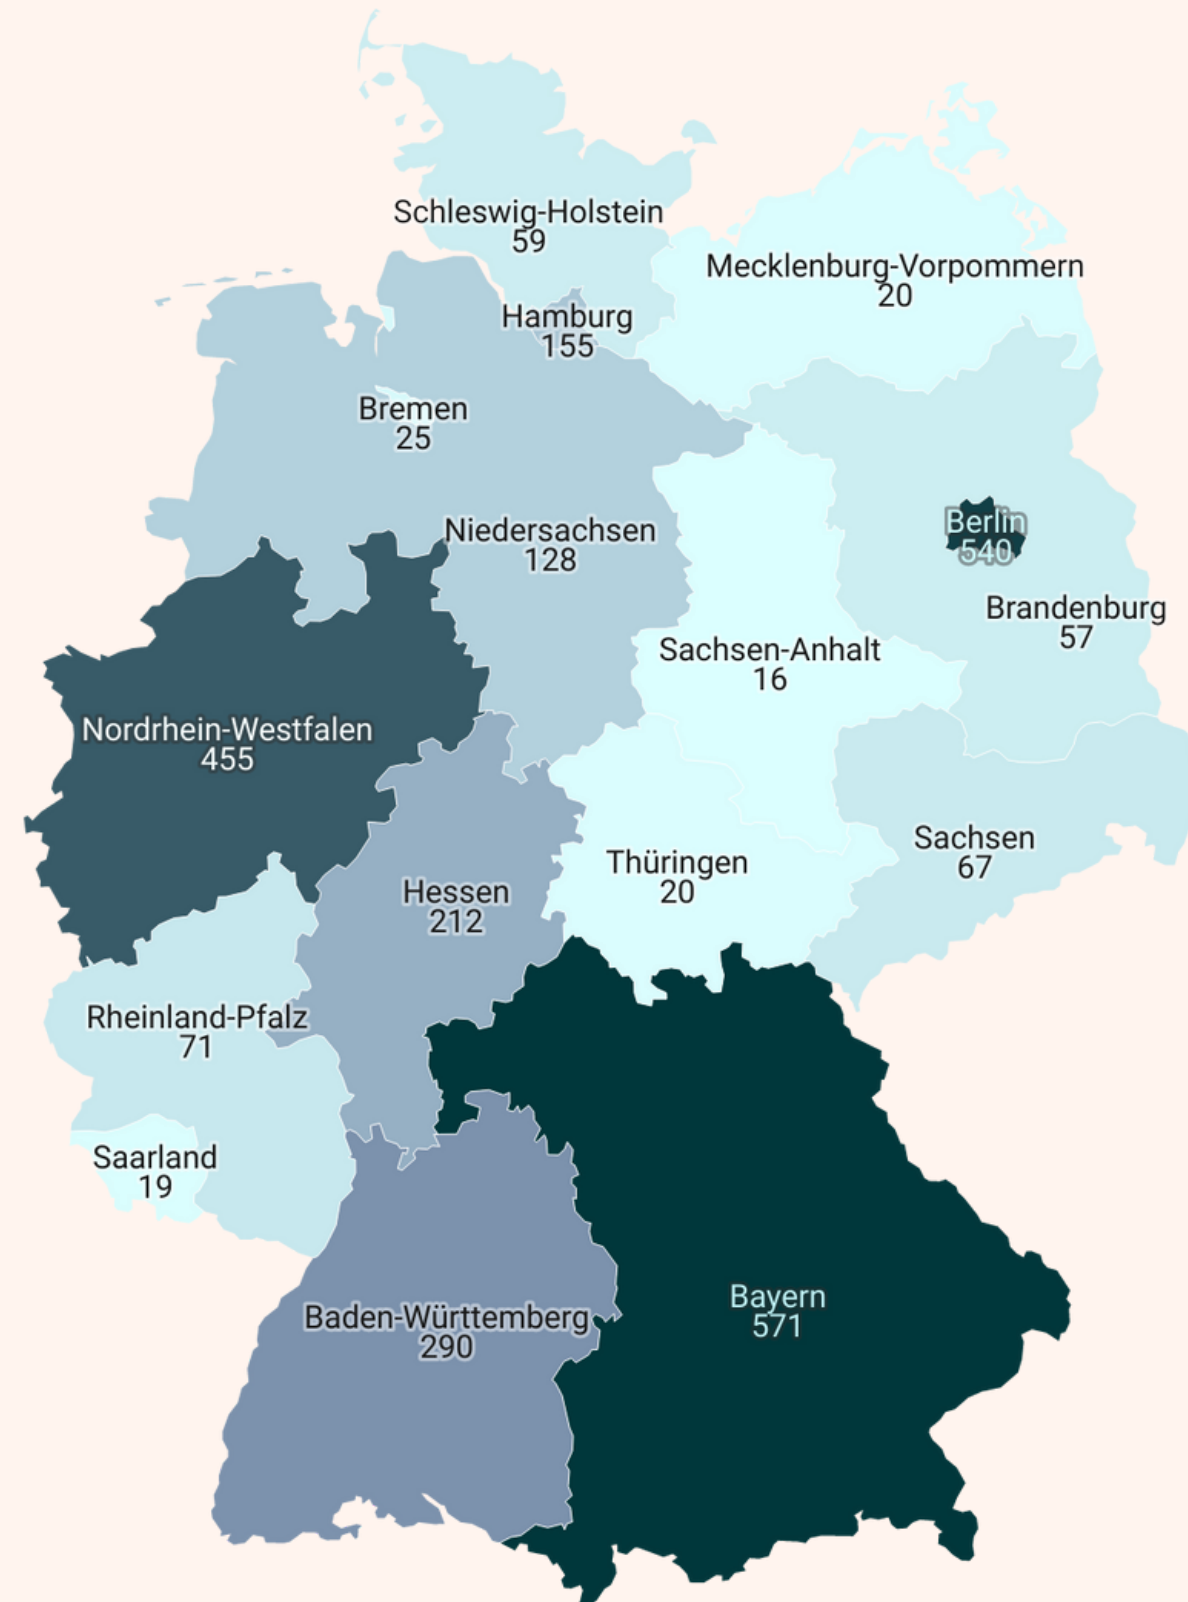 Schleswig-Holstein
59
Mecklenburg-Vorpommern
20
Hamburg
155
Bremen
25
Niedersachsen
128
Berlin
540
Brandenburg
57
Sachsen-Anhalt
16
Nordrhein-Westfalen
455
Sachsen
67
Thüringen
20
Hessen
212
Rheinland-Pfalz
71
Saarland
19
Bayern
571
Baden-Württemberg
290